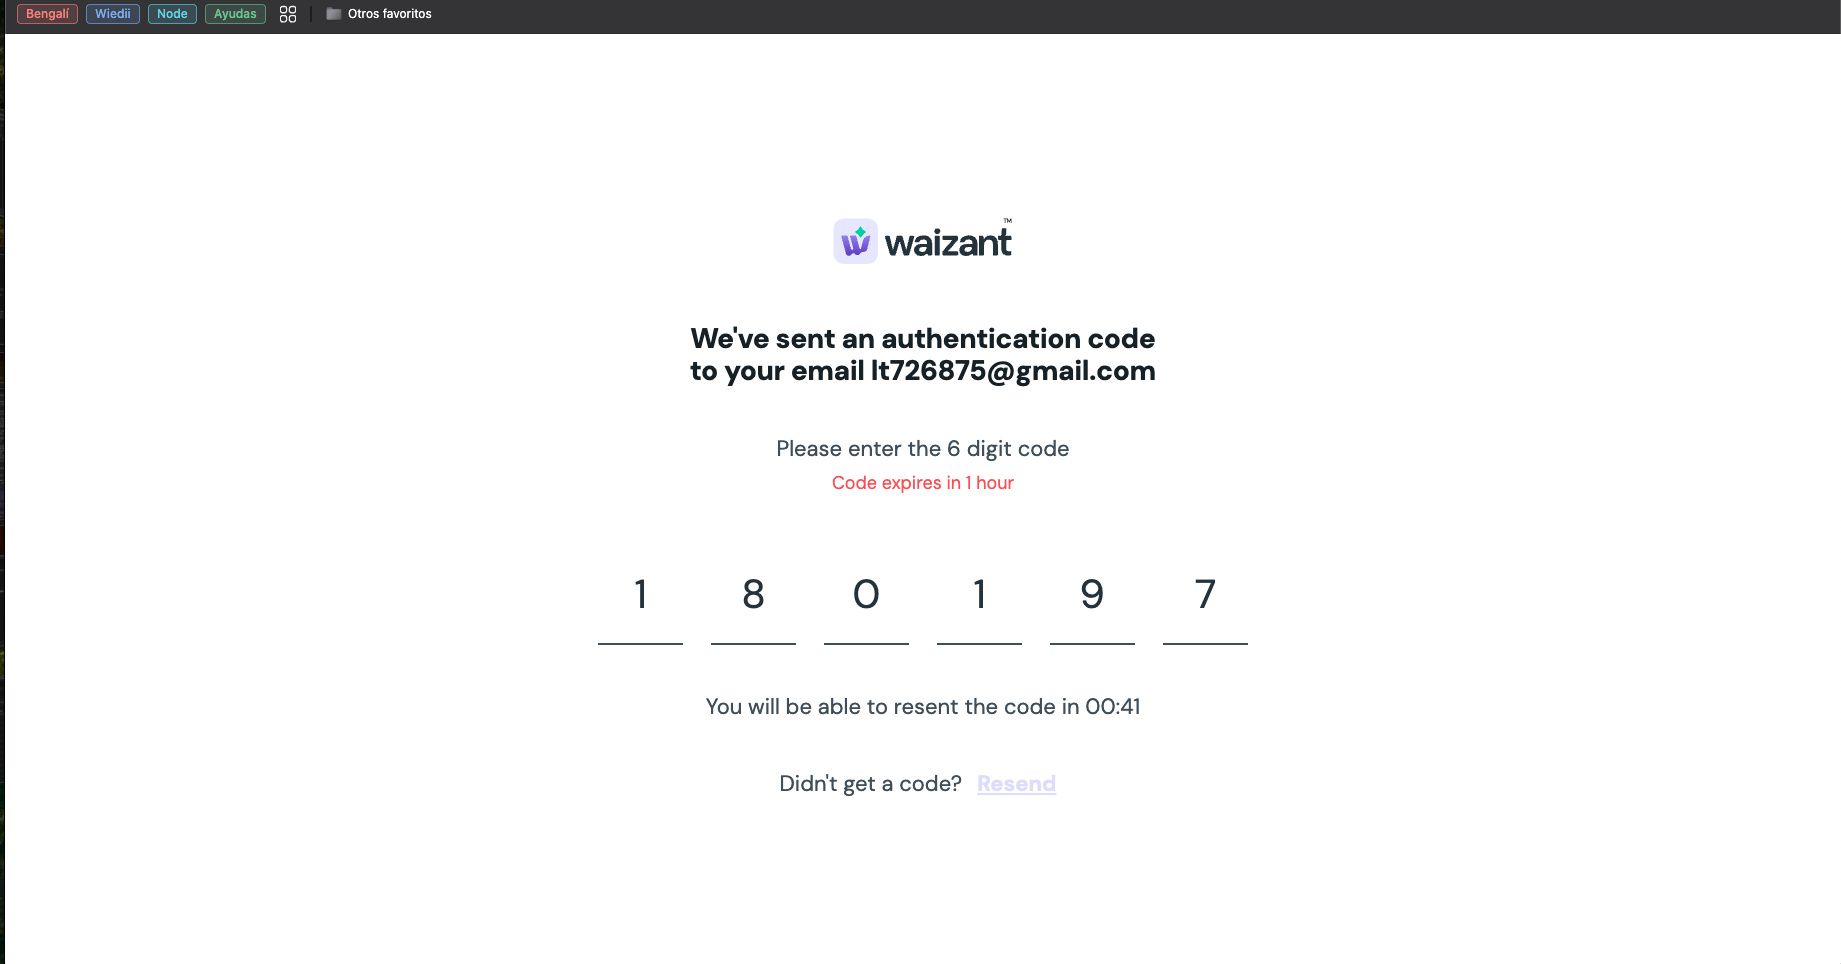 Bengalí Wiedii Node Ayudas Otros favoritos
waizant™
We've sent an authentication code
to your email lt726875@gmail.com
Please enter the 6 digit code
Code expires in 1 hour
1 8 0 1 9 7
You will be able to resent the code in 00:41
Didn't get a code? Resend